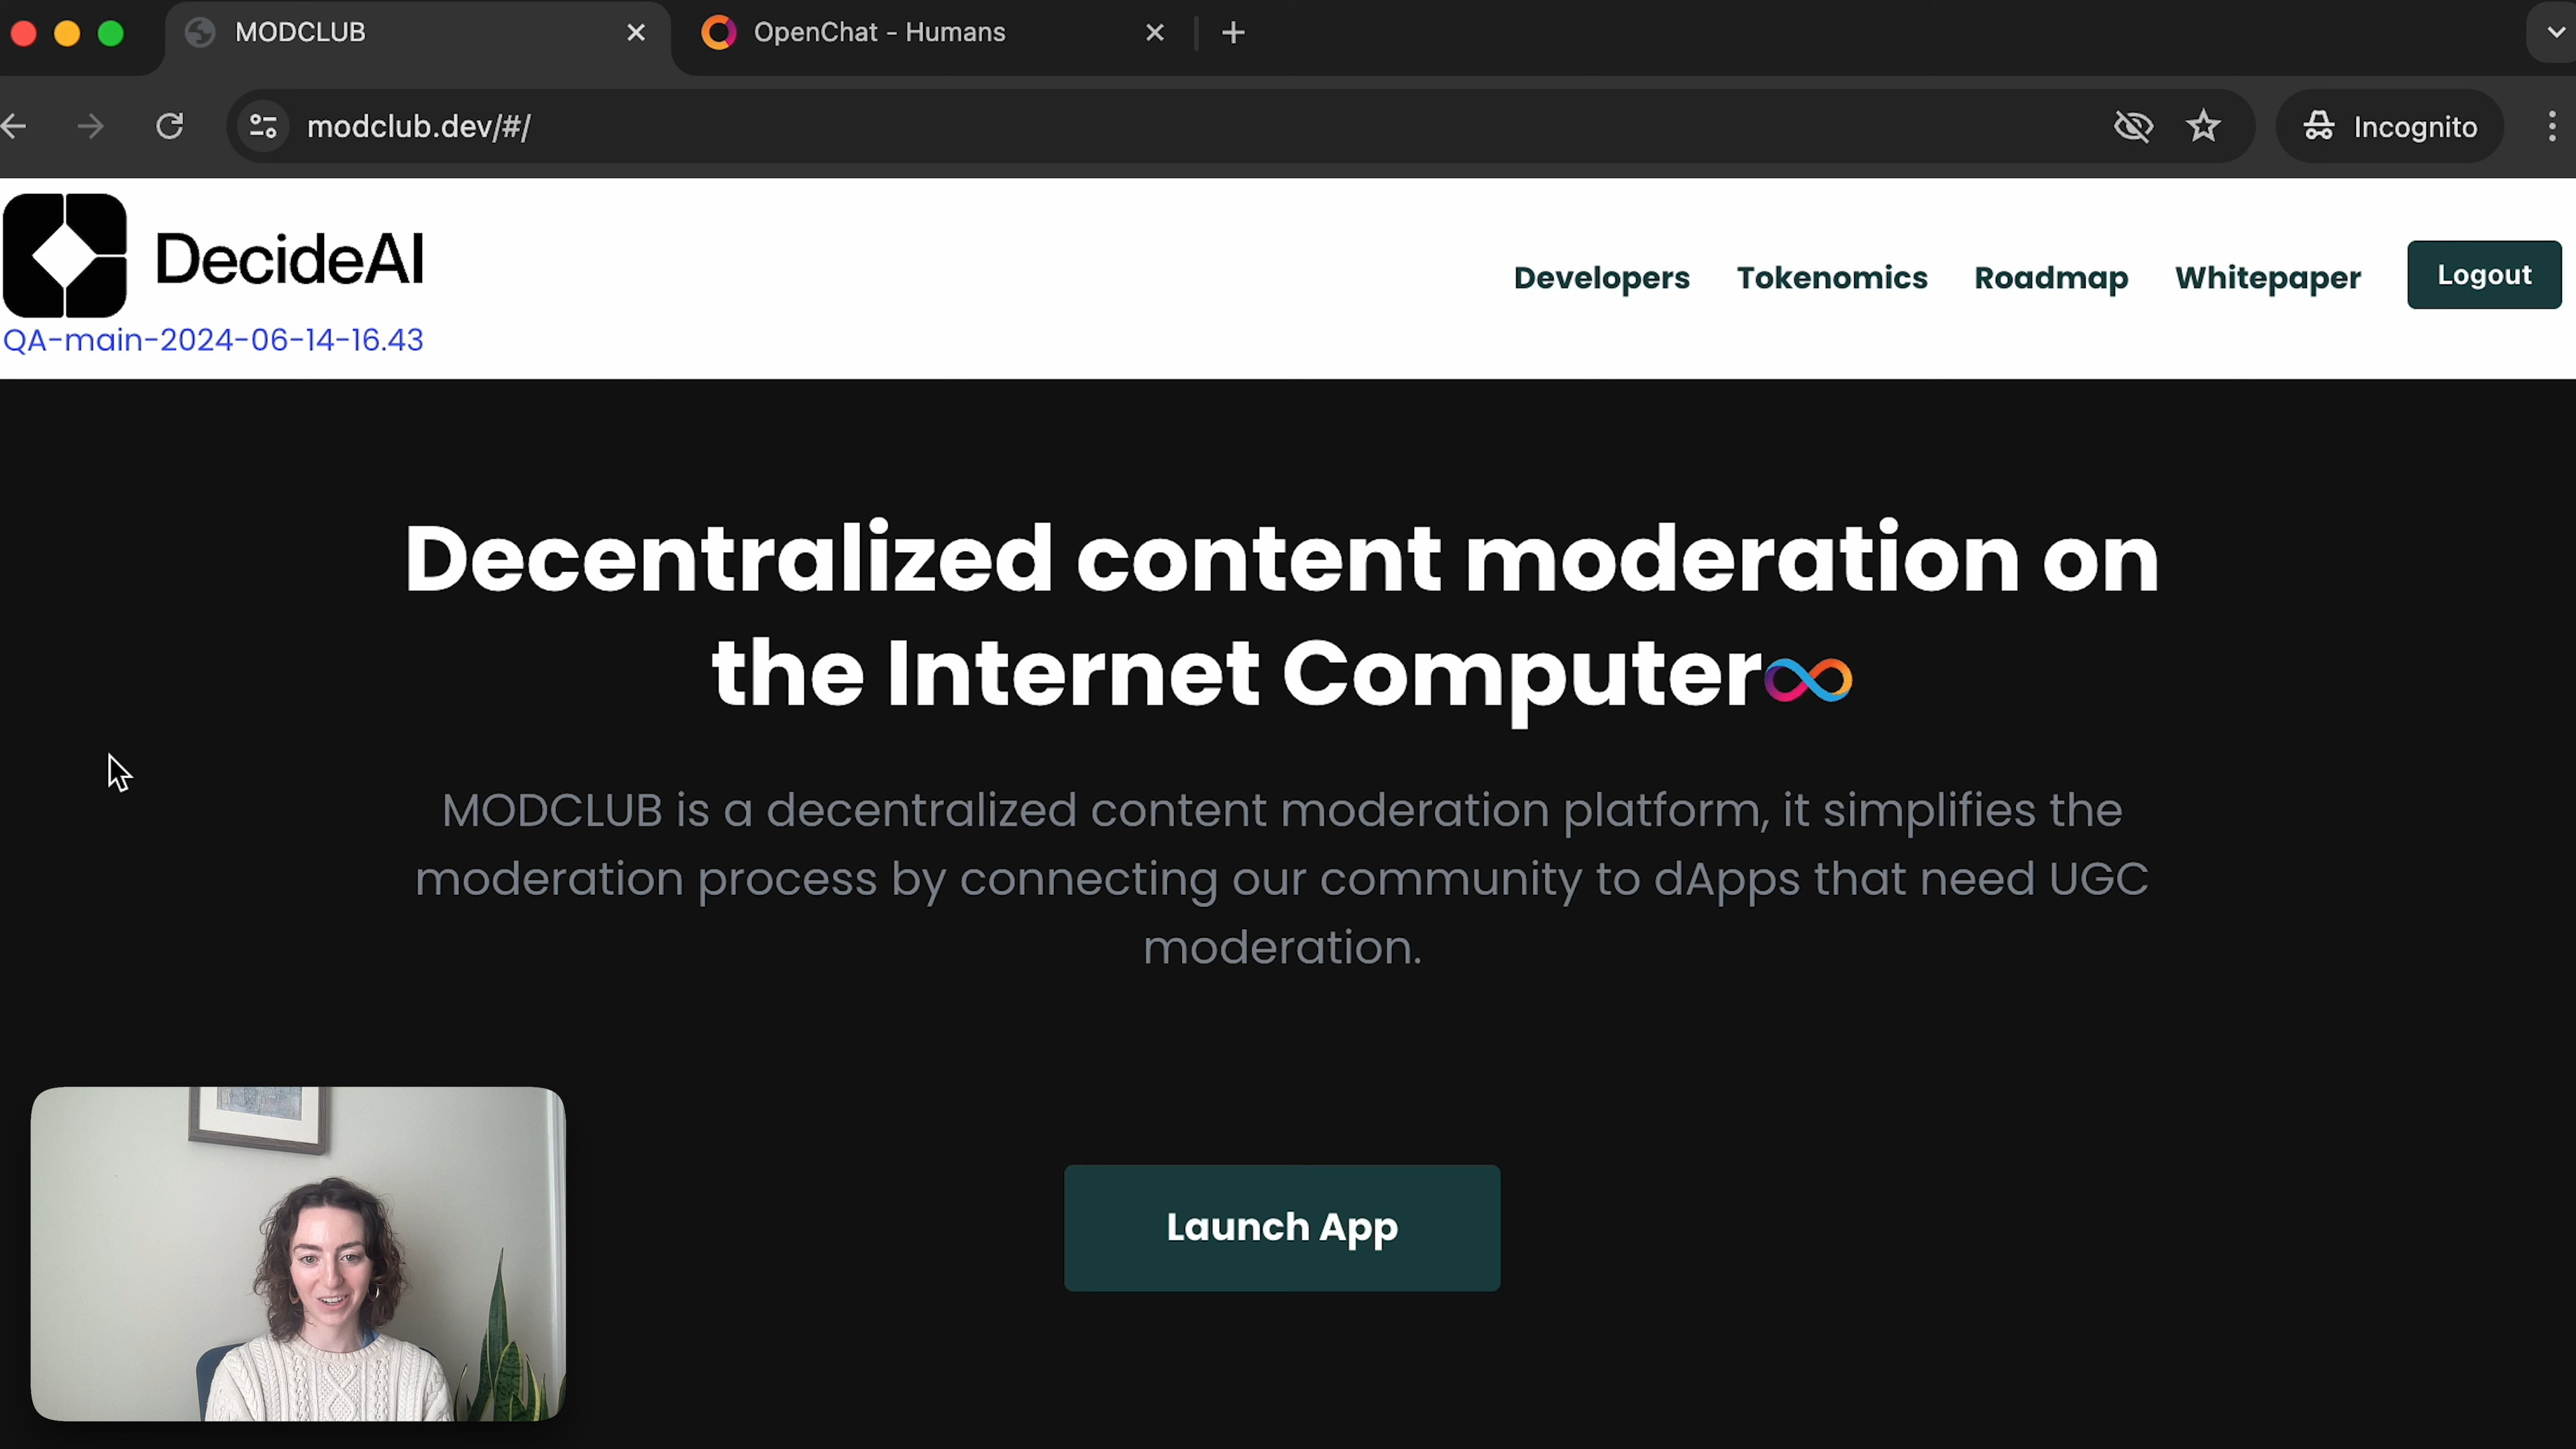 MODCLUB
OpenChat - Humans
modclub.dev/#/
Incognito
DecideAI
QA-main-2024-06-14-16.43
Developers
Tokenomics
Roadmap
Whitepaper
Logout
Decentralized content moderation on
the Internet Computer
MODCLUB is a decentralized content moderation platform, it simplifies the
moderation process by connecting our community to dApps that need UGC
moderation.
Launch App